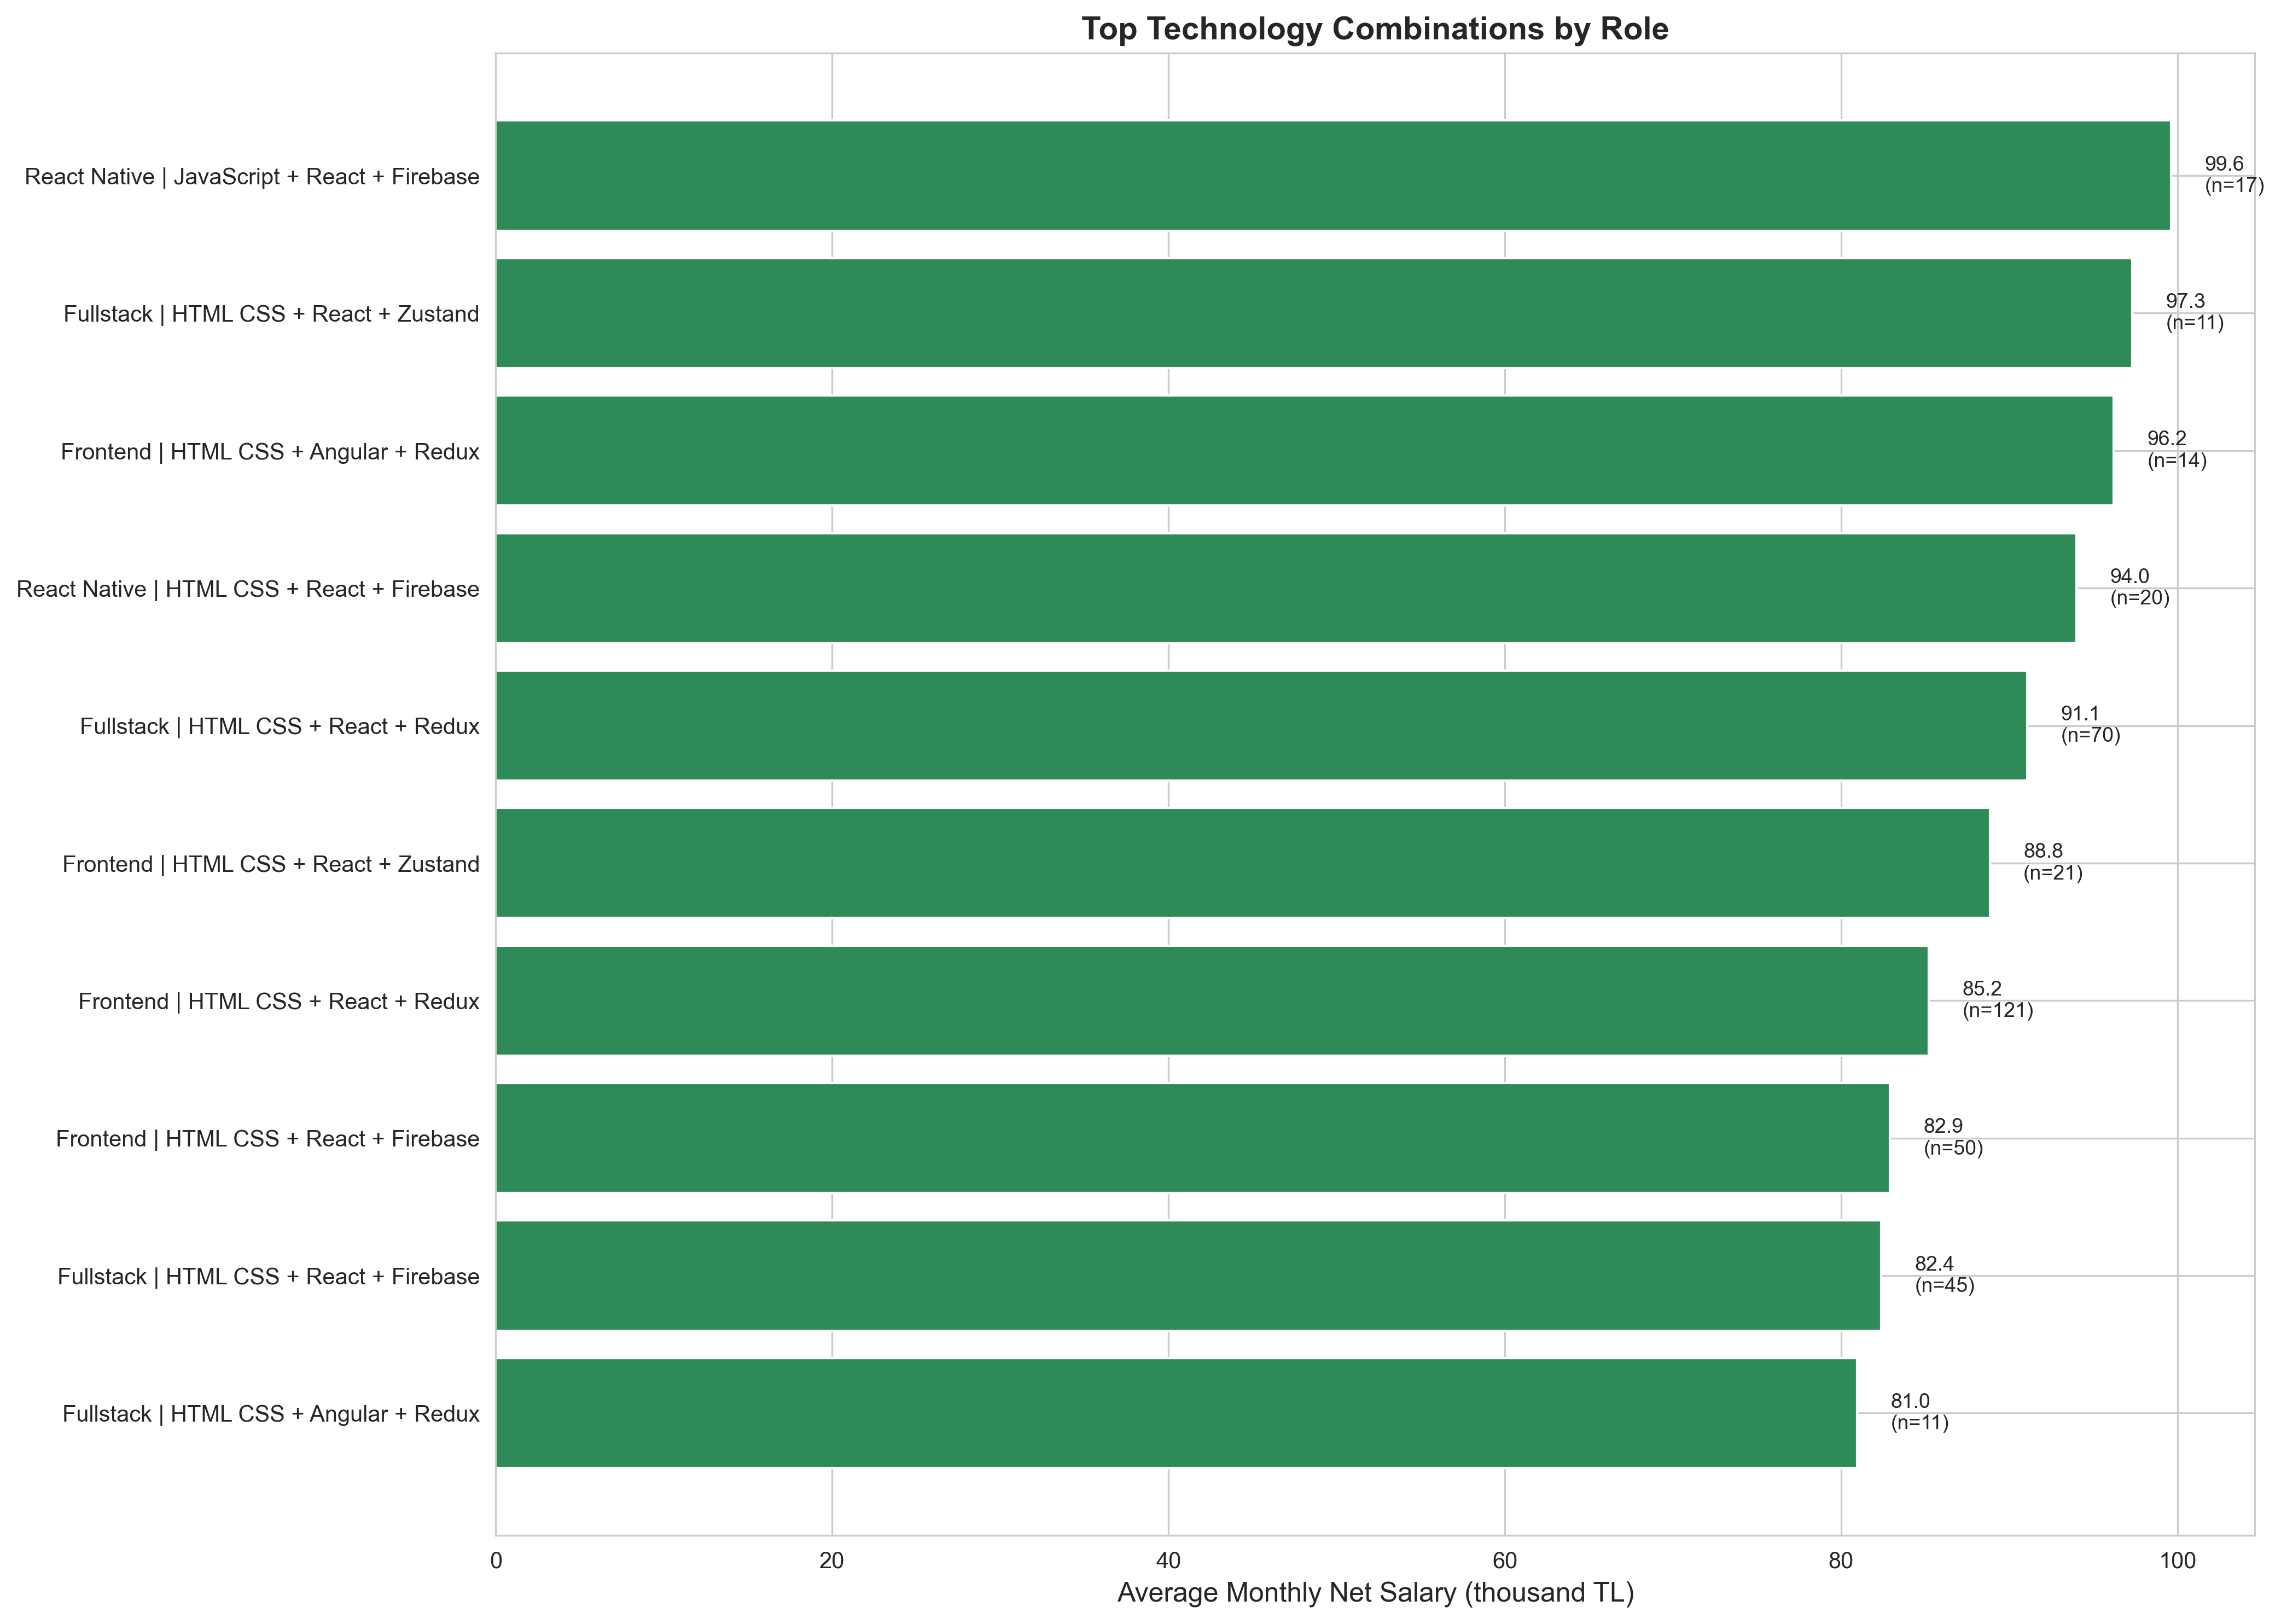 Top Technology Combinations by Role
React Native | JavaScript + React + Firebase
99.6
(n=17)
Fullstack | HTML CSS + React + Zustand
97.3
(n=11)
Frontend | HTML CSS + Angular + Redux
96.2
(n=14)
React Native | HTML CSS + React + Firebase
94.0
(n=20)
Fullstack | HTML CSS + React + Redux
91.1
(n=70)
Frontend | HTML CSS + React + Zustand
88.8
(n=21)
Frontend | HTML CSS + React + Redux
85.2
(n=121)
Frontend | HTML CSS + React + Firebase
82.9
(n=50)
Fullstack | HTML CSS + React + Firebase
82.4
(n=45)
Fullstack | HTML CSS + Angular + Redux
81.0
(n=11)
0 20 40 60 80 100
Average Monthly Net Salary (thousand TL)